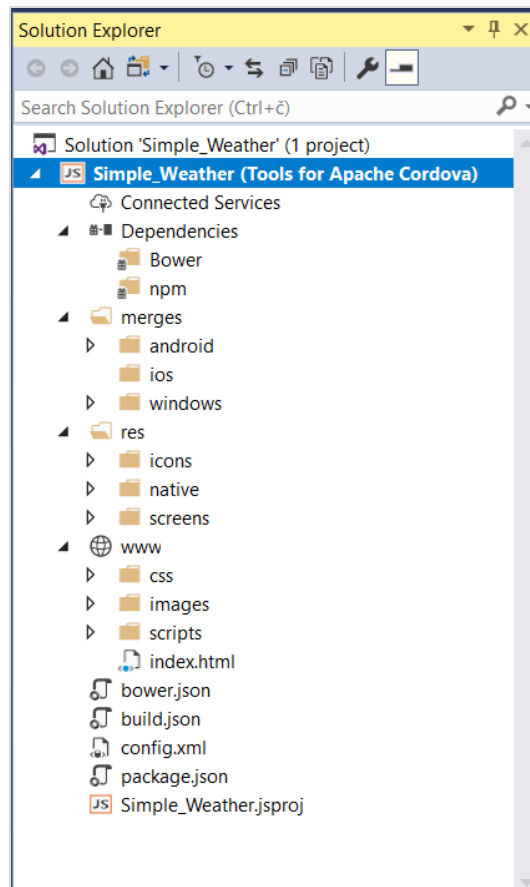 Solution Explorer
Search Solution Explorer (Ctrl+č)
Solution 'Simple_Weather' (1 project)
JS Simple_Weather (Tools for Apache Cordova)
Connected Services
Dependencies
Bower
npm
merges
android
ios
windows
res
icons
native
screens
www
css
images
scripts
index.html
bower.json
build.json
config.xml
package.json
JS Simple_Weather.jsproj